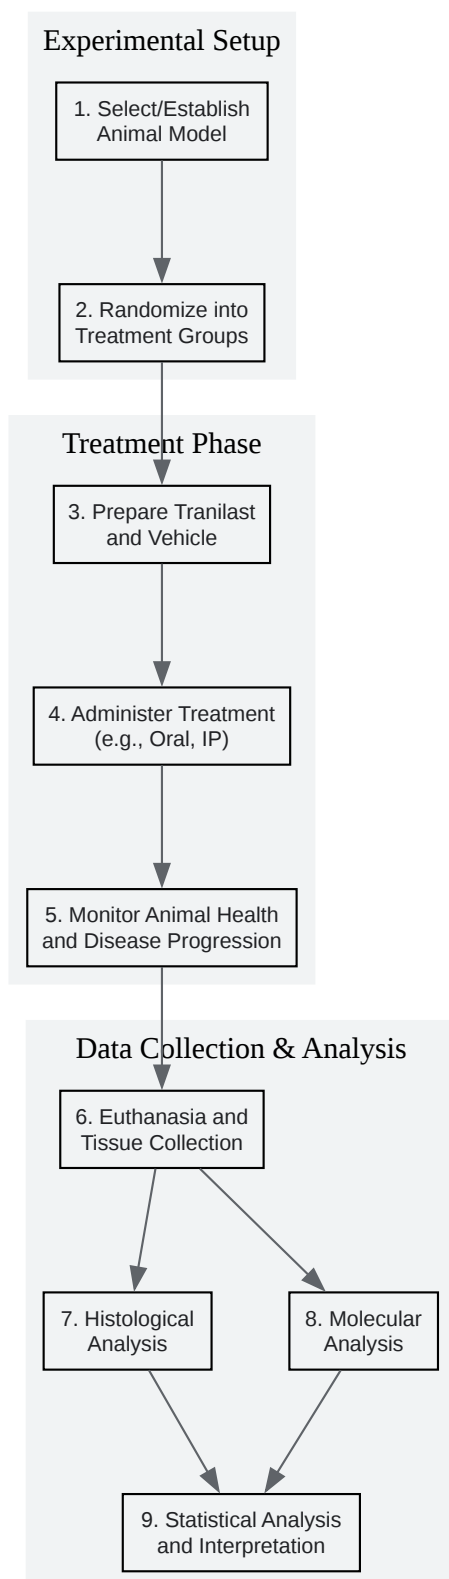 Experimental Setup
1. Select/Establish
Animal Model
2. Randomize into
Treatment Groups
Treatment Phase
3. Prepare Tranilast
and Vehicle
4. Administer Treatment
(e.g., Oral, IP)
5. Monitor Animal Health
and Disease Progression
Data Collection & Analysis
6. Euthanasia and
Tissue Collection
7. Histological
Analysis
8. Molecular
Analysis
9. Statistical Analysis
and Interpretation